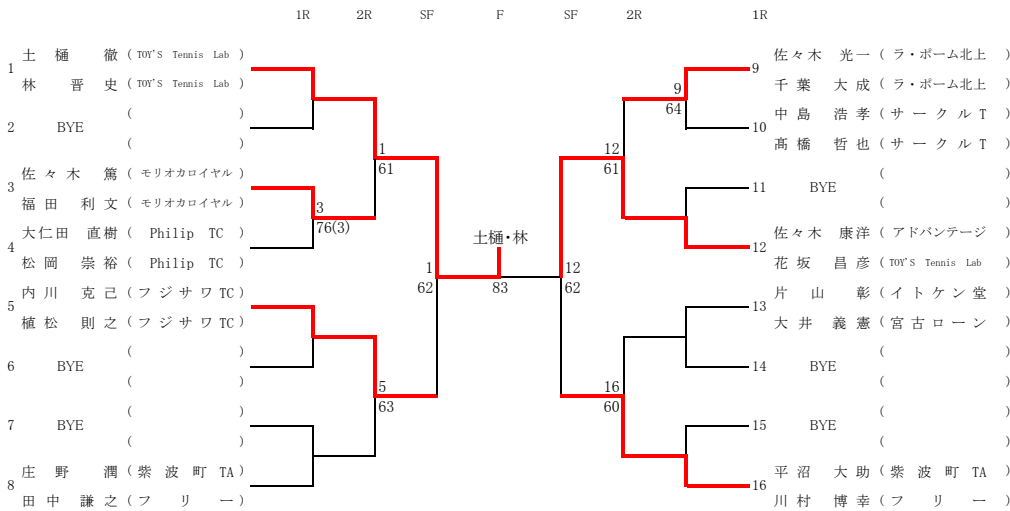 1R 2R SF F SF 2R 1R
1 土樋 徹 ( TOY'S Tennis Lab )
林 晋史 ( TOY'S Tennis Lab )
2 BYE ( )
( )
3 佐々木 篤 ( モリオカロイヤル )
福田 利文 ( モリオカロイヤル )
4 大仁田 直樹 ( Philip TC )
松岡 崇裕 ( Philip TC )
5 内川 克己 ( フジサワTC )
植松 則之 ( フジサワTC )
6 BYE ( )
( )
7 BYE ( )
( )
8 庄野 潤 ( 紫波町TA )
田中 謙之 ( フリー )
1
61
3
76(3)
5
63
1
62
土樋・林
83
12
62
12
61
16
60
9
64
9 佐々木 光一 ( ラ・ポーム北上 )
千葉 大成 ( ラ・ポーム北上 )
10 中島 浩孝 ( サークルT )
髙橋 哲也 ( サークルT )
11 BYE ( )
( )
12 佐々木 康洋 ( アドバンテージ )
花坂 昌彦 ( TOY'S Tennis Lab )
13 片山 彰 ( イトケン堂 )
大井 義憲 ( 宮古ローン )
14 BYE ( )
( )
15 BYE ( )
( )
16 平沼 大助 ( 紫波町TA )
川村 博幸 ( フリー )